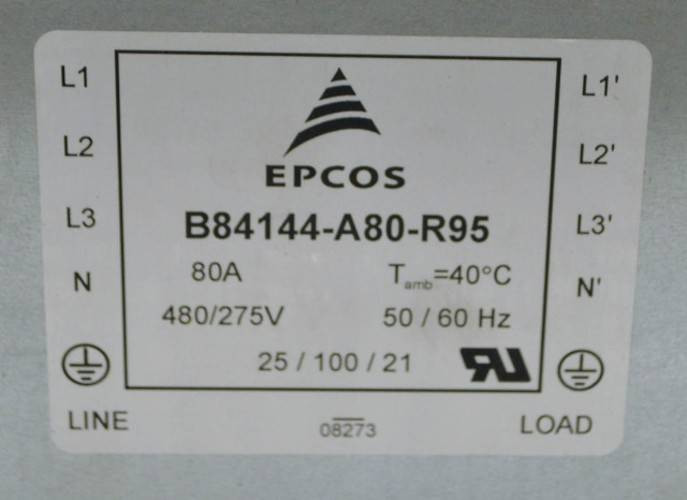 L1 L1'
L2 L2'
EPCOS
L3 B84144-A80-R95 L3'
80A T amb=40°C
N N'
480/275V 50 / 60 Hz
25 / 100 / 21
LINE 08273 LOAD